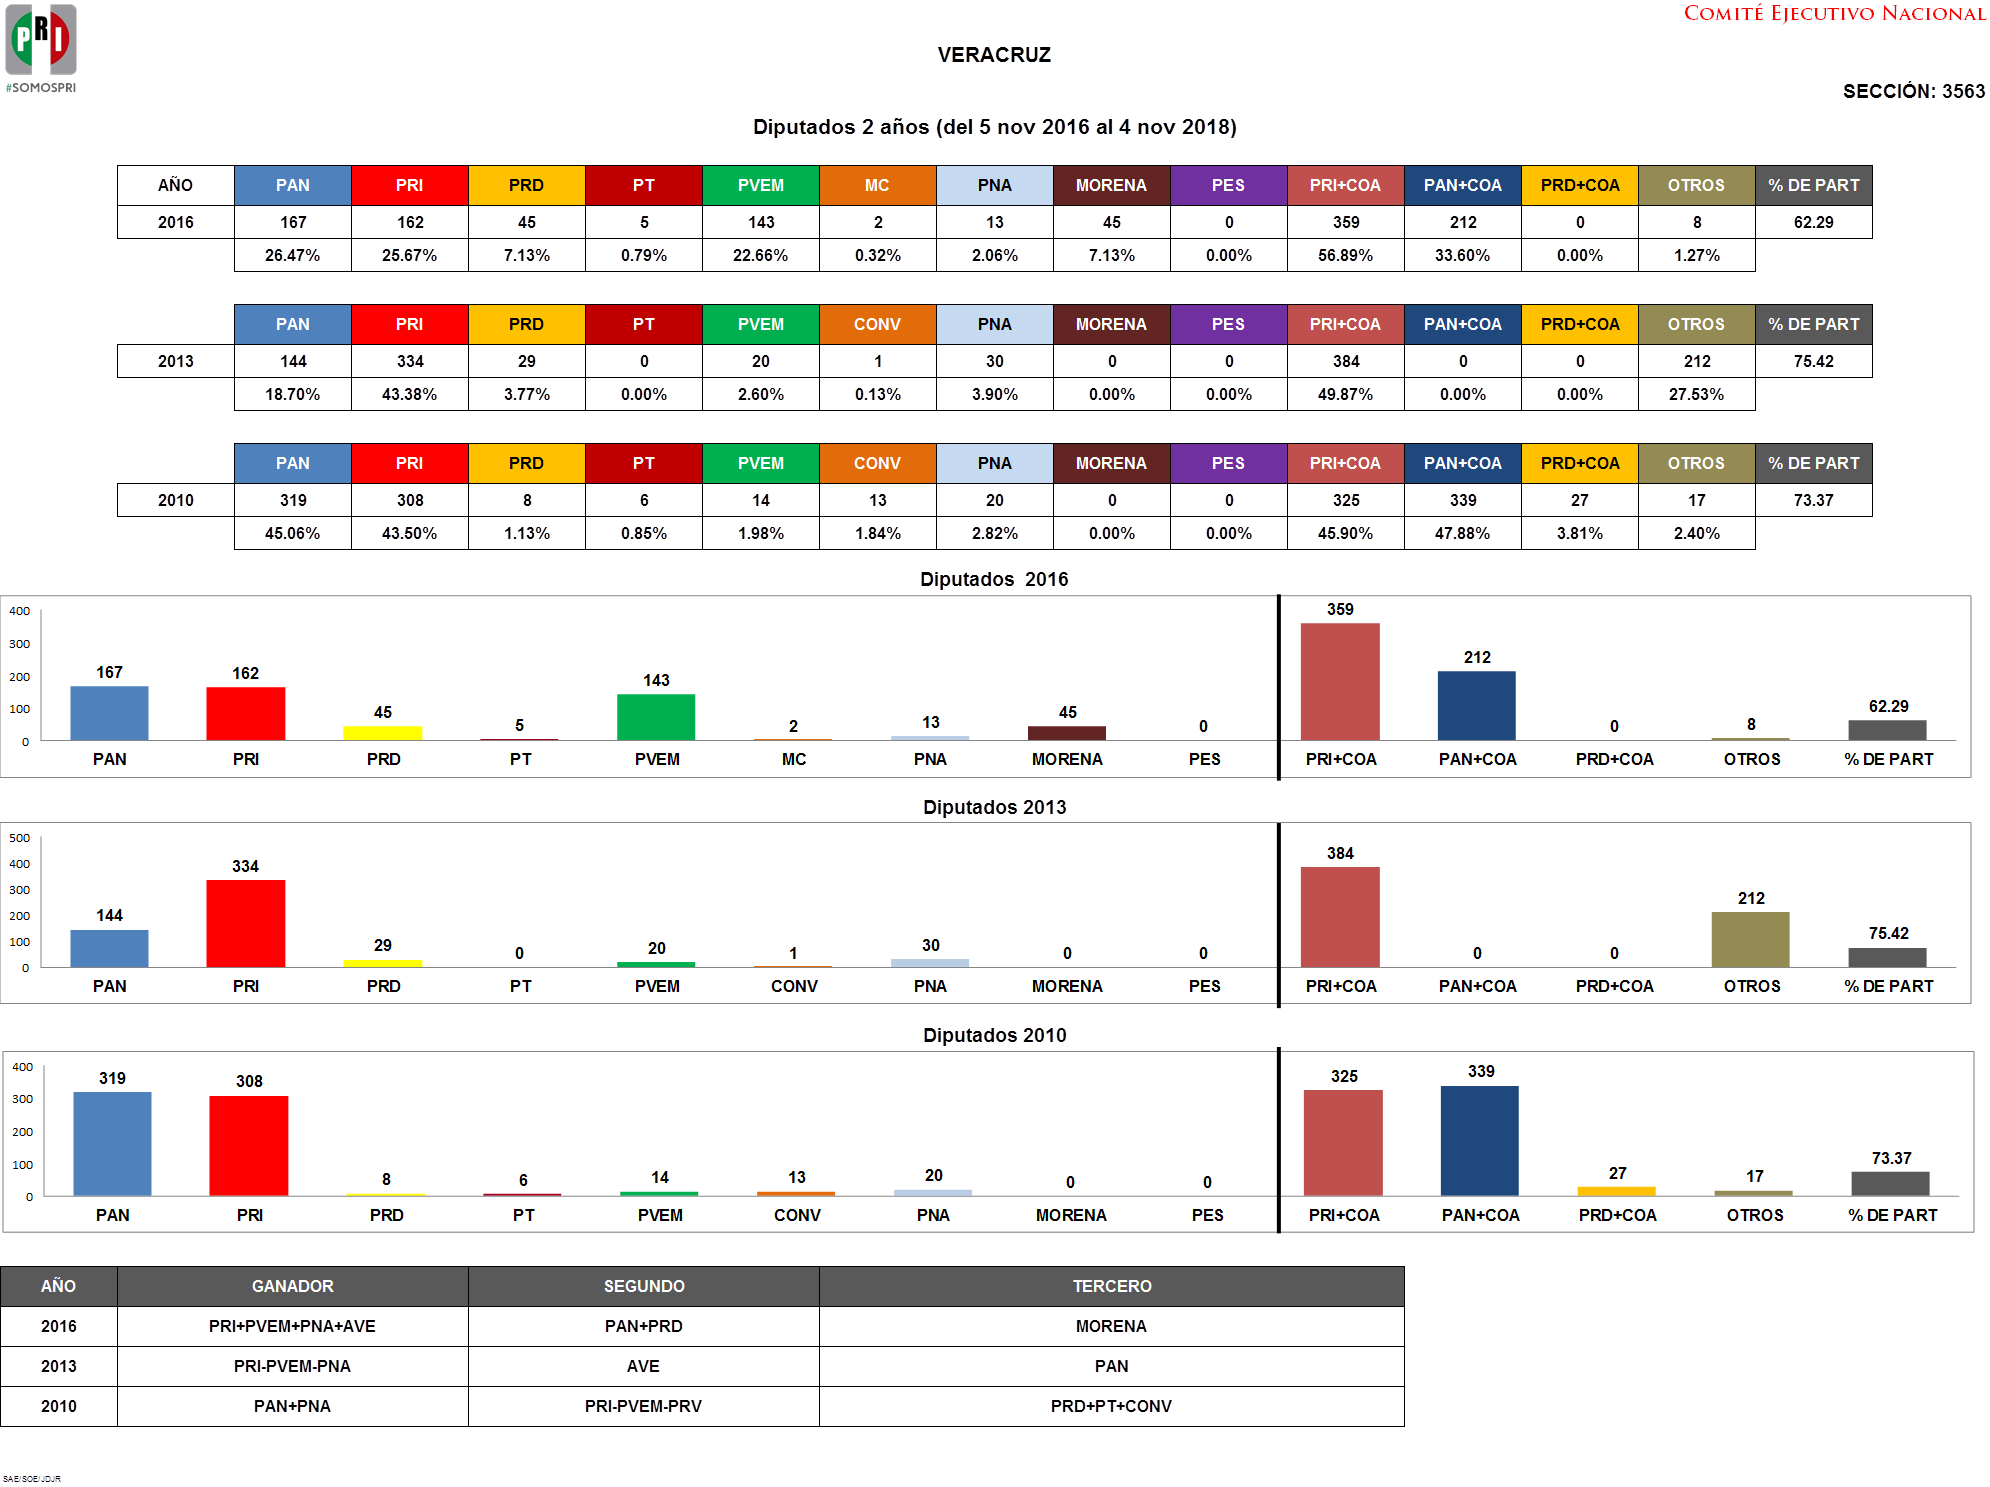 PRI
#SOMOSPRI
Comité Ejecutivo Nacional
VERACRUZ
SECCIÓN: 3563
Diputados 2 años (del 5 nov 2016 al 4 nov 2018)
AÑO PAN PRI PRD PT PVEM MC PNA MORENA PES PRI+COA PAN+COA PRD+COA OTROS % DE PART
2016 167 162 45 5 143 2 13 45 0 359 212 0 8 62.29
26.47% 25.67% 7.13% 0.79% 22.66% 0.32% 2.06% 7.13% 0.00% 56.89% 33.60% 0.00% 1.27%
PAN PRI PRD PT PVEM CONV PNA MORENA PES PRI+COA PAN+COA PRD+COA OTROS % DE PART
2013 144 334 29 0 20 1 30 0 0 384 0 0 212 75.42
18.70% 43.38% 3.77% 0.00% 2.60% 0.13% 3.90% 0.00% 0.00% 49.87% 0.00% 0.00% 27.53%
PAN PRI PRD PT PVEM CONV PNA MORENA PES PRI+COA PAN+COA PRD+COA OTROS % DE PART
2010 319 308 8 6 14 13 20 0 0 325 339 27 17 73.37
45.06% 43.50% 1.13% 0.85% 1.98% 1.84% 2.82% 0.00% 0.00% 45.90% 47.88% 3.81% 2.40%
Diputados 2016
400
300
200
100
0
167 162 45 5 143 2 13 45 0 359 212 0 8 62.29
PAN PRI PRD PT PVEM MC PNA MORENA PES PRI+COA PAN+COA PRD+COA OTROS % DE PART
Diputados 2013
500
400
300
200
100
0
144 334 29 0 20 1 30 0 0 384 0 0 212 75.42
PAN PRI PRD PT PVEM CONV PNA MORENA PES PRI+COA PAN+COA PRD+COA OTROS % DE PART
Diputados 2010
400
300
200
100
0
319 308 8 6 14 13 20 0 0 325 339 27 17 73.37
PAN PRI PRD PT PVEM CONV PNA MORENA PES PRI+COA PAN+COA PRD+COA OTROS % DE PART
AÑO GANADOR SEGUNDO TERCERO
2016 PRI+PVEM+PNA+AVE PAN+PRD MORENA
2013 PRI-PVEM-PNA AVE PAN
2010 PAN+PNA PRI-PVEM-PRV PRD+PT+CONV
SAE/SOE/JDJR